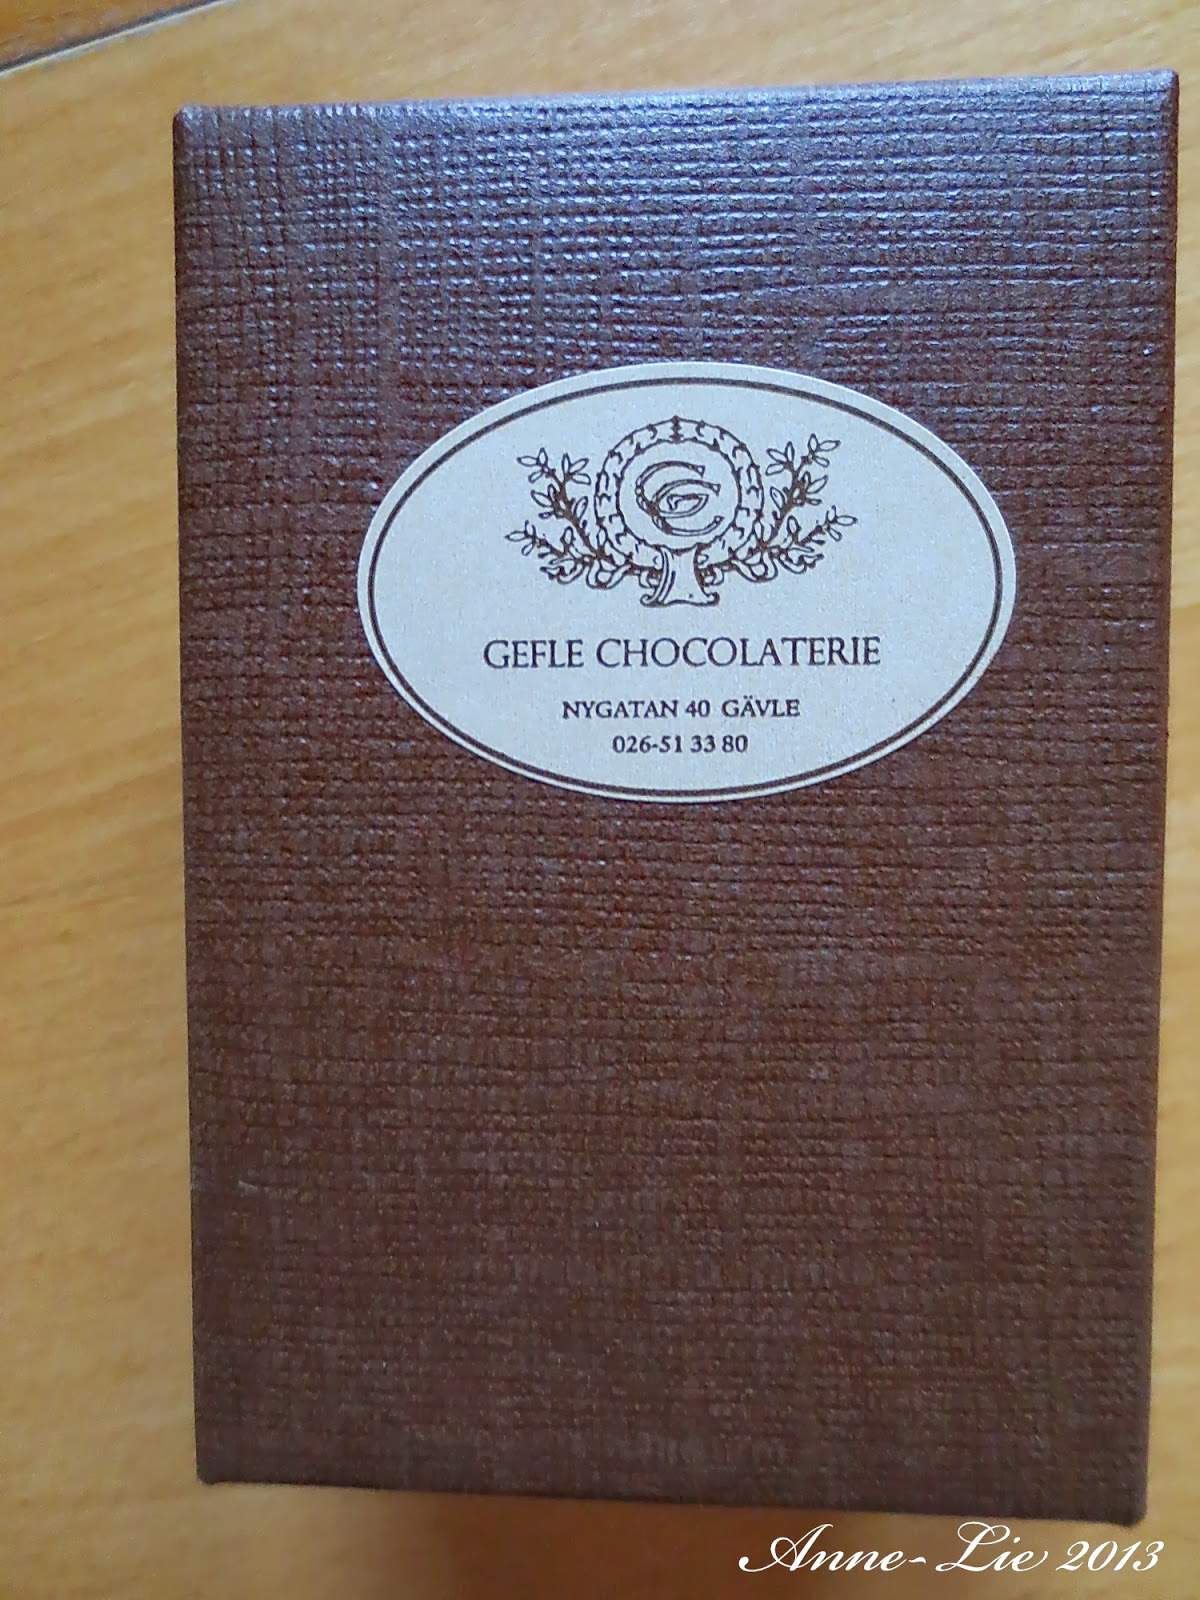 GEFLE CHOCOLATERIE
NYGATAN 40 GÄVLE
026-51 33 80
Anne-Lie 2013